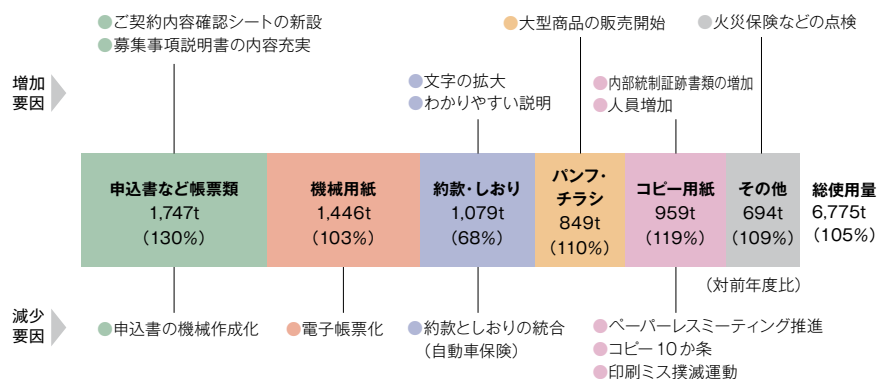 ●ご契約内容確認シートの新設
●募集事項説明書の内容充実
●大型商品の販売開始
●火災保険などの点検
増加
要因
●文字の拡大
●わかりやすい説明
●内部統制証跡書類の増加
●人員増加
申込書など帳票類
1,747t
(130%)
機械用紙
1,446t
(103%)
約款・しおり
1,079t
(68%)
パンフ・
チラシ
849t
(110%)
コピー用紙
959t
(119%)
その他
694t
(109%)
総使用量
6,775t
(105%)
(対前年度比)
減少
要因
●申込書の機械作成化
●電子帳票化
●約款としおりの統合
(自動車保険)
●ペーパーレスミーティング推進
●コピー10か条
●印刷ミス撲滅運動